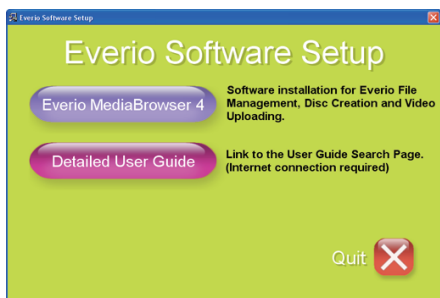 Everio Software Setup
Everio Software Setup
Everio MediaBrowser 4
Software installation for Everio File
Management, Disc Creation and Video
Uploading.
Detailed User Guide
Link to the User Guide Search Page.
(Internet connection required)
Quit